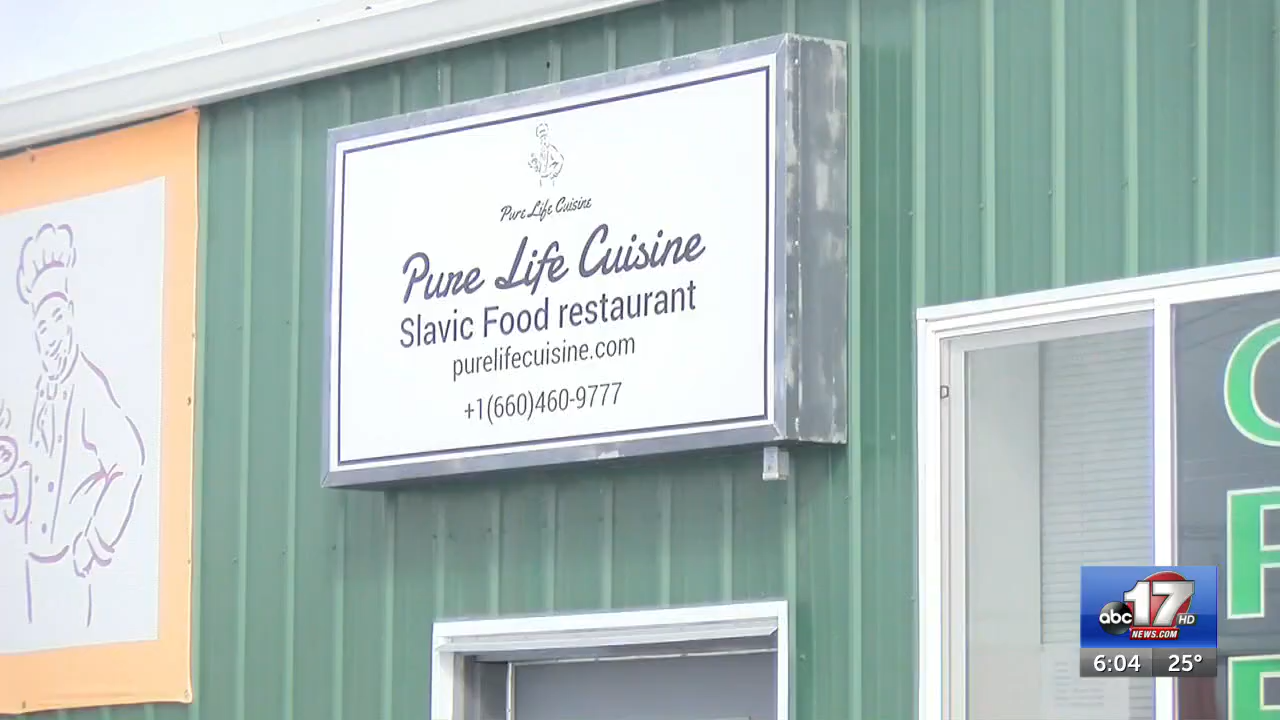 Pure Life Cuisine
Pure Life Cuisine
Slavic Food restaurant
purelifecuisine.com
+1(660)460-9777
abc 17 HD
NEWS.COM
6:04 25°